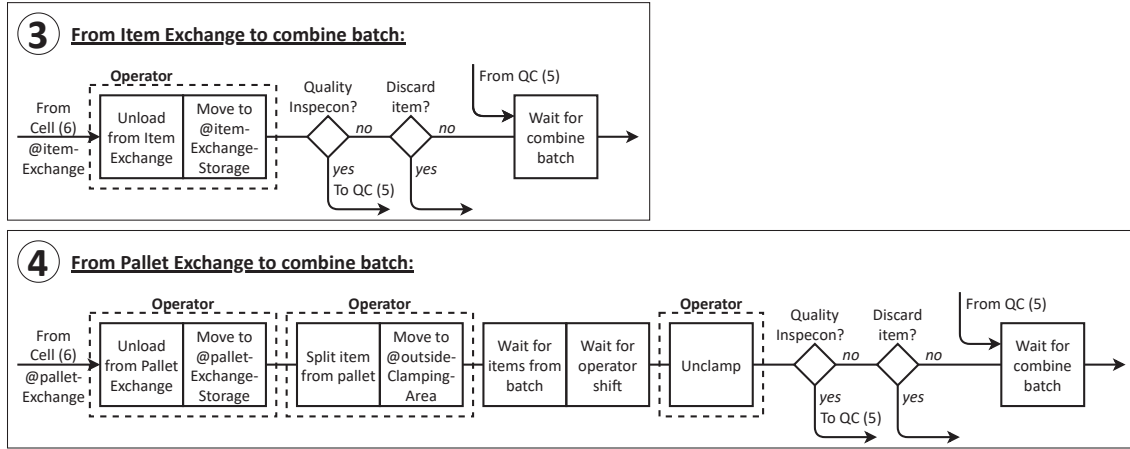 3 From Item Exchange to combine batch:
Operator
From
Cell (6)
@item-
Exchange
Unload
from Item
Exchange
Move to
@item-
Exchange-
Storage
Quality
Inspecon?
no
yes
To QC (5)
Discard
item?
no
yes
From QC (5)
Wait for
combine
batch
4 From Pallet Exchange to combine batch:
Operator
From
Cell (6)
@pallet-
Exchange
Unload
from Pallet
Exchange
Move to
@pallet-
Exchange-
Storage
Operator
Split item
from pallet
Move to
@outside-
Clamping-
Area
Wait for
items from
batch
Wait for
operator
shift
Operator
Unclamp
Quality
Inspecon?
no
yes
To QC (5)
Discard
item?
no
yes
From QC (5)
Wait for
combine
batch